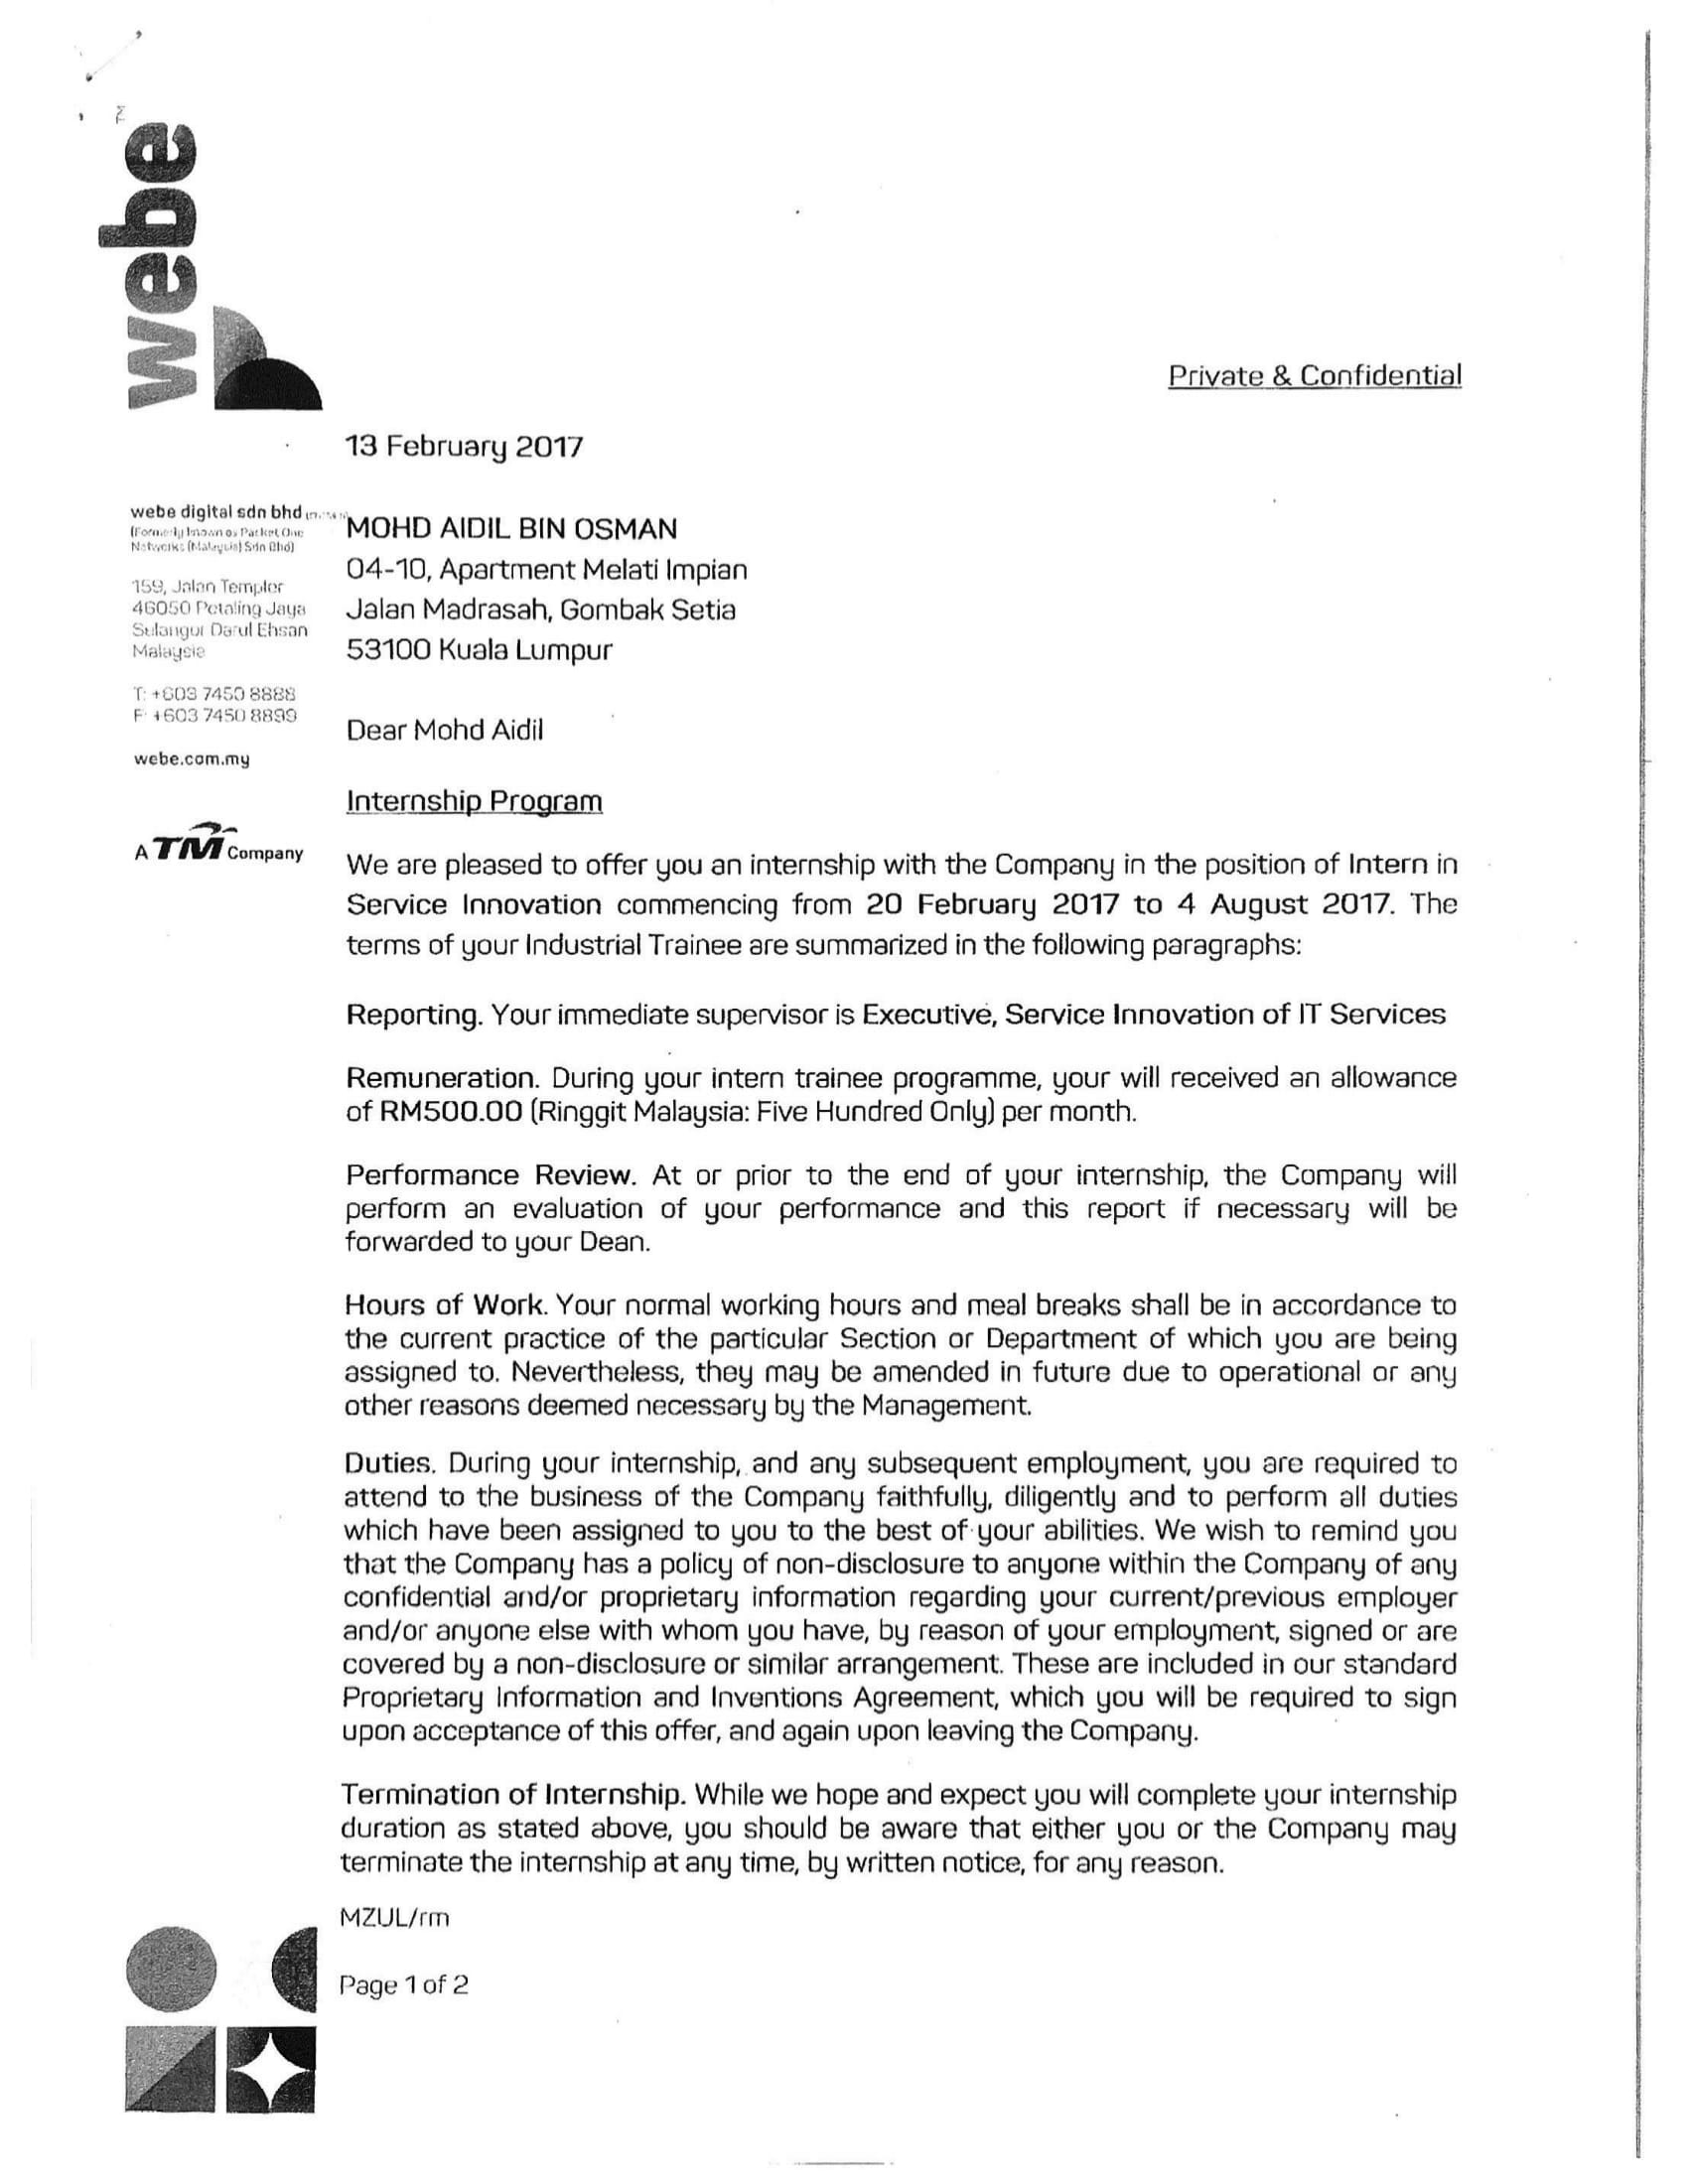 webe
Private & Confidential
13 February 2017
webe digital sdn bhd
(Formerly known as Packet One
Networks (Malaysia) Sdn Bhd)
159, Jalan Templer
46050 Petaling Jaya
Selangor Darul Ehsan
Malaysia
T: +603 7450 8888
F: +603 7450 8899
webe.com.my
A TM Company
MOHD AIDIL BIN OSMAN
04-10, Apartment Melati Impian
Jalan Madrasah, Gombak Setia
53100 Kuala Lumpur
Dear Mohd Aidil
Internship Program
We are pleased to offer you an internship with the Company in the position of Intern in
Service Innovation commencing from 20 February 2017 to 4 August 2017. The
terms of your Industrial Trainee are summarized in the following paragraphs:
Reporting. Your immediate supervisor is Executive, Service Innovation of IT Services
Remuneration. During your intern trainee programme, your will received an allowance
of RM500.00 (Ringgit Malaysia: Five Hundred Only) per month.
Performance Review. At or prior to the end of your internship, the Company will
perform an evaluation of your performance and this report if necessary will be
forwarded to your Dean.
Hours of Work. Your normal working hours and meal breaks shall be in accordance to
the current practice of the particular Section or Department of which you are being
assigned to. Nevertheless, they may be amended in future due to operational or any
other reasons deemed necessary by the Management.
Duties. During your internship, and any subsequent employment, you are required to
attend to the business of the Company faithfully, diligently and to perform all duties
which have been assigned to you to the best of your abilities. We wish to remind you
that the Company has a policy of non-disclosure to anyone within the Company of any
confidential and/or proprietary information regarding your current/previous employer
and/or anyone else with whom you have, by reason of your employment, signed or are
covered by a non-disclosure or similar arrangement. These are included in our standard
Proprietary Information and Inventions Agreement, which you will be required to sign
upon acceptance of this offer, and again upon leaving the Company.
Termination of Internship. While we hope and expect you will complete your internship
duration as stated above, you should be aware that either you or the Company may
terminate the internship at any time, by written notice, for any reason.
MZUL/rm
Page 1 of 2